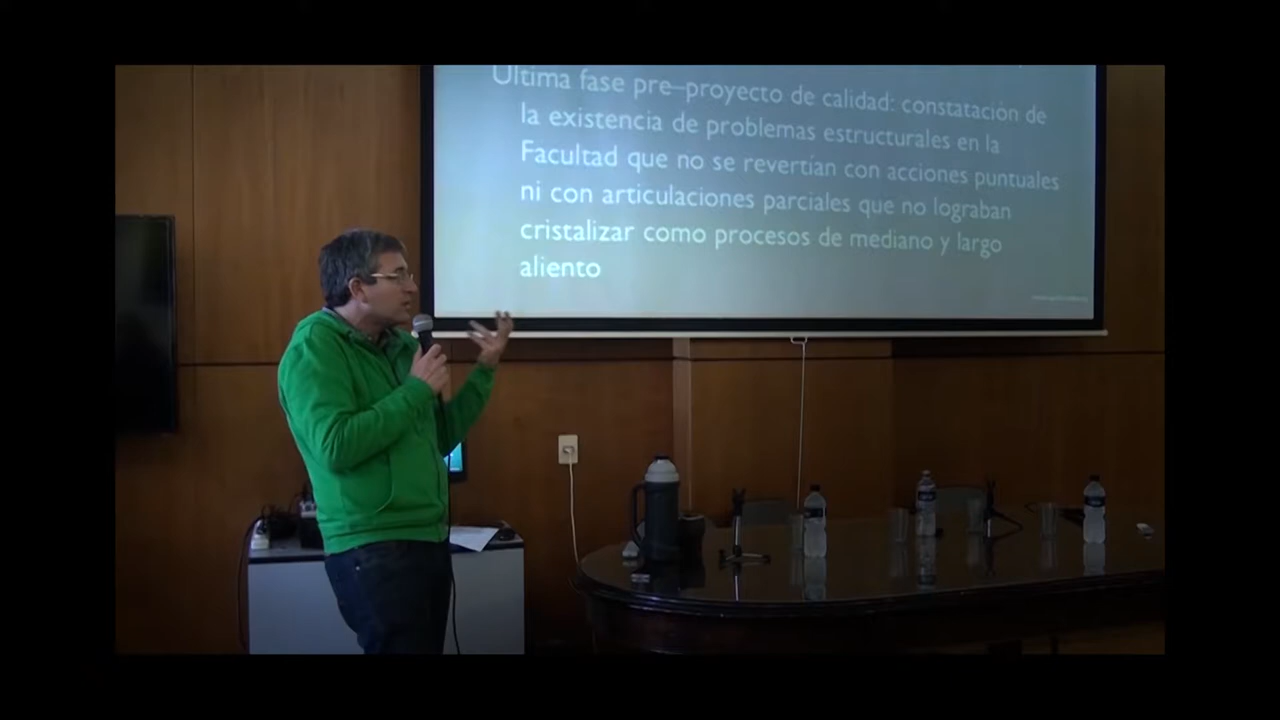 Última fase pre–proyecto de calidad: constatación de
la existencia de problemas estructurales en la
Facultad que no se revertían con acciones puntuales
ni con articulaciones parciales que no lograban
cristalizar como procesos de mediano y largo
aliento